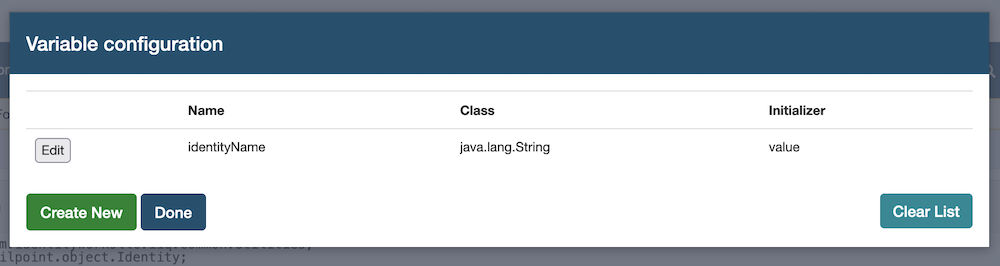 Variable configuration
Name Class Initializer
Edit identityName java.lang.String value
Create New Done Clear List
ilpoint.object.Identity;